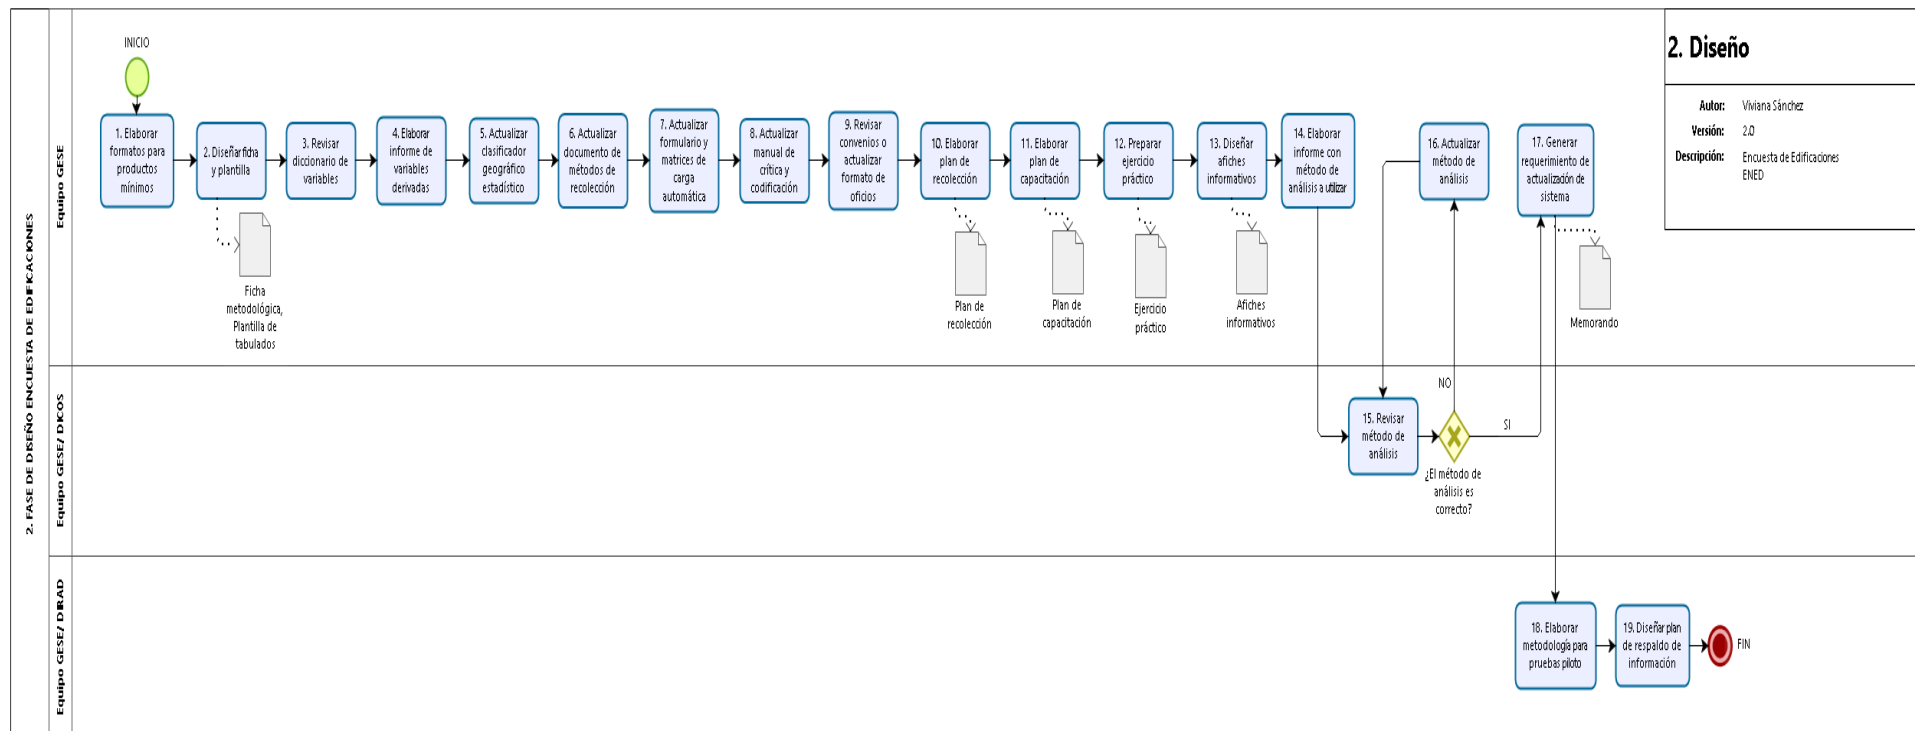 2. FASE DE DISEÑO ENCUESTA DE EDIFICACIONES
Equipo GESE
INICIO
1. Elaborar
formatos para
productos
mínimos
2. Diseñar ficha
y plantilla
Ficha
metodológica,
Plantilla de
tabulados
3. Revisar
diccionario de
variables
4. Elaborar
informe de
variables
derivadas
5. Actualizar
clasificador
geográfico
estadístico
6. Actualizar
documento de
métodos de
recolección
7. Actualizar
formulario y
matrices de
carga
automática
8. Actualizar
manual de
crítica y
codificación
9. Revisar
convenios o
actualizar
formato de
oficios
10. Elaborar
plan de
recolección
Plan de
recolección
11. Elaborar
plan de
capacitación
Plan de
capacitación
12. Preparar
ejercicio
práctico
Ejercicio
práctico
13. Diseñar
afiches
informativos
Afiches
informativos
14. Elaborar
informe con
método de
análisis a utilizar
16. Actualizar
método de
análisis
17. Generar
requerimiento de
actualización de
sistema
Memorando
2. Diseño
Autor: Viviana Sánchez
Versión: 2.0
Descripción: Encuesta de Edificaciones
ENED
Equipo GESE/ DICOS
15. Revisar
método de
análisis
NO
SI
¿El método de
análisis es
correcto?
Equipo GESE/ DIRAD
18. Elaborar
metodología para
pruebas piloto
19. Diseñar plan
de respaldo de
información
FIN